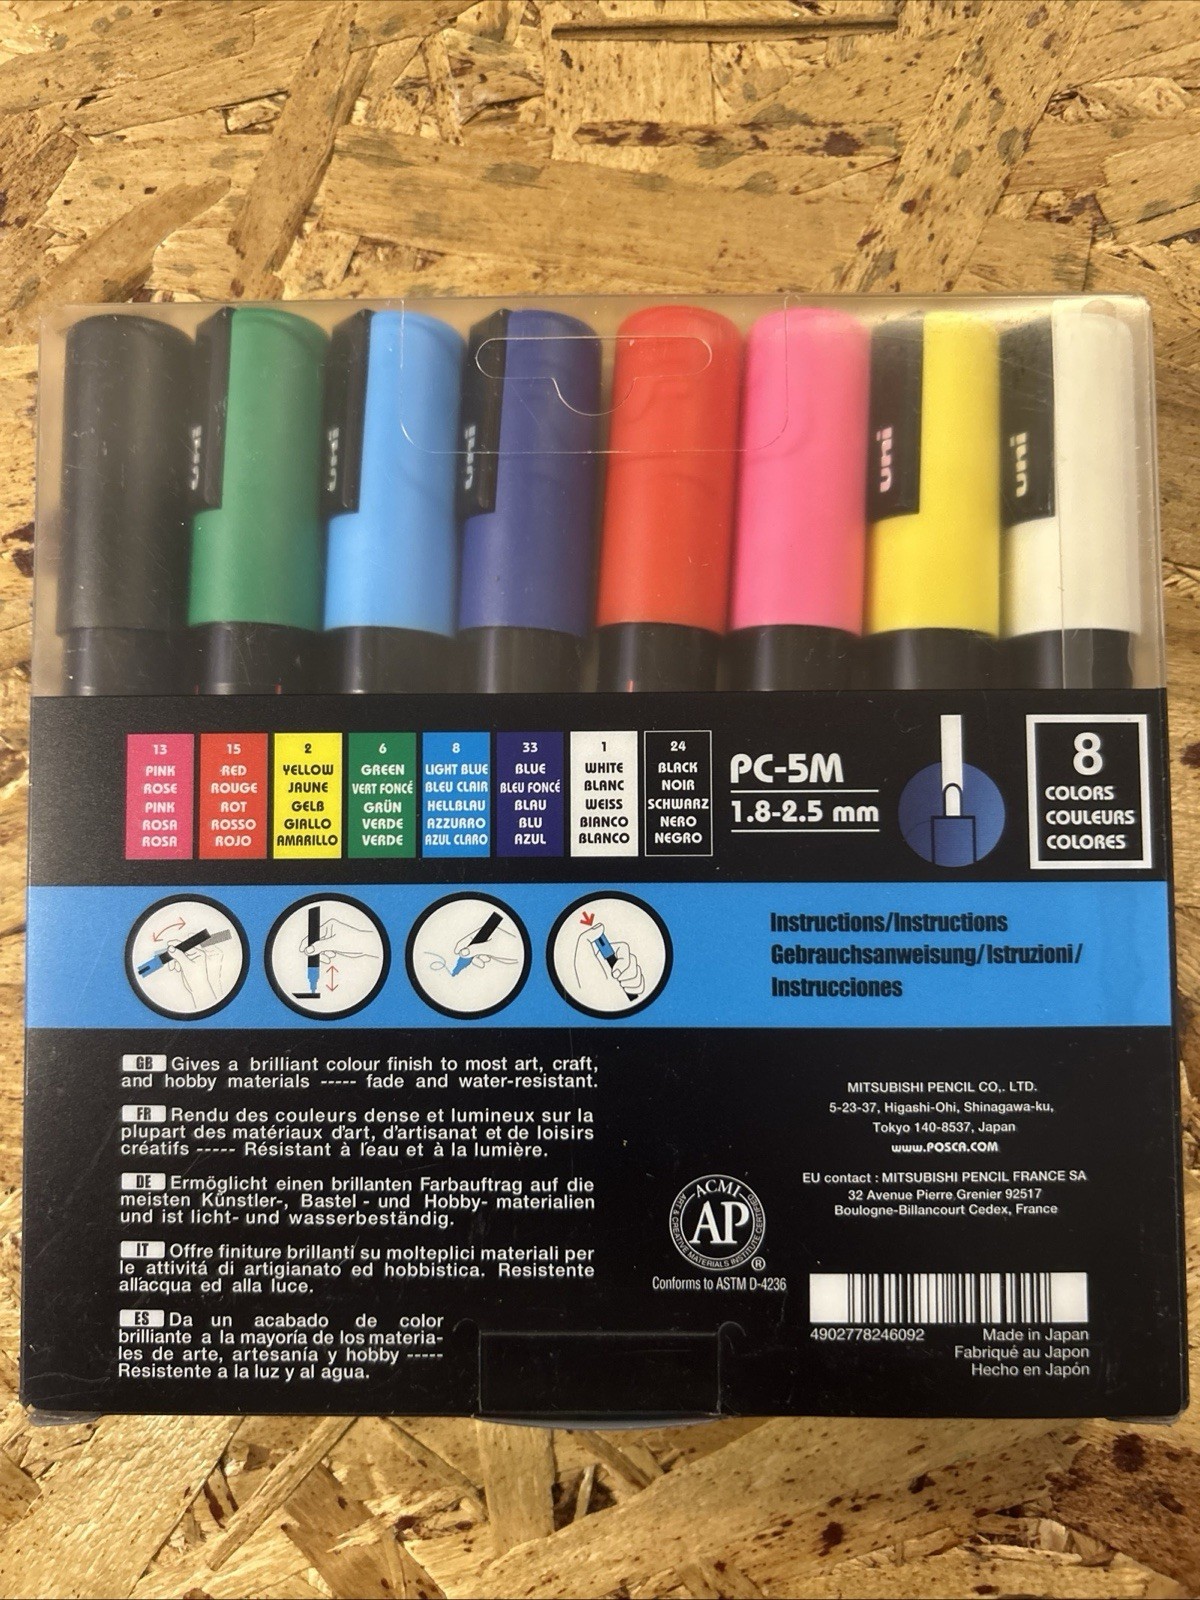 uni
uni
uni
uni
uni
13
PINK
ROSE
PINK
ROSA
ROSA
15
RED
ROUGE
ROT
ROSSO
ROJO
2
YELLOW
JAUNE
GELB
GIALLO
AMARILLO
6
GREEN
VERT FONCÉ
GRÜN
VERDE
VERDE
8
LIGHT BLUE
BLEU CLAIR
HELLBLAU
AZZURRO
AZUL CLARO
33
BLUE
BLEU FONCÉ
BLAU
BLU
AZUL
1
WHITE
BLANC
WEISS
BIANCO
BLANCO
24
BLACK
NOIR
SCHWARZ
NERO
NEGRO
PC-5M
1.8-2.5 mm
8
COLORS
COULEURS
COLORES
Instructions/Instructions
Gebrauchsanweisung/Istruzioni/
Instrucciones
GB Gives a brilliant colour finish to most art, craft,
and hobby materials ----- fade and water-resistant.
FR Rendu des couleurs dense et lumineux sur la
plupart des matériaux d'art, d'artisanat et de loisirs
créatifs ----- Résistant à l'eau et à la lumière.
DE Ermöglicht einen brillanten Farbauftrag auf die
meisten Künstler-, Bastel - und Hobby- materialien
und ist licht- und wasserbeständig.
IT Offre finiture brillanti su molteplici materiali per
le attivitá di artigianato ed hobbistica. Resistente
all'acqua ed alla luce.
ES Da un acabado de color
brillante a la mayoría de los materia-
les de arte, artesanía y hobby -----
Resistente a la luz y al agua.
MITSUBISHI PENCIL CO,. LTD.
5-23-37, Higashi-Ohi, Shinagawa-ku,
Tokyo 140-8537, Japan
www.POSCA.COM
EU contact : MITSUBISHI PENCIL FRANCE SA
32 Avenue Pierre Grenier 92517
Boulogne-Billancourt Cedex, France
ACMI
AP
ART & CREATIVE MATERIALS INSTITUTE CERTIFIED
®
Conforms to ASTM D-4236
4902778246092
Made in Japan
Fabriqué au Japon
Hecho en Japón